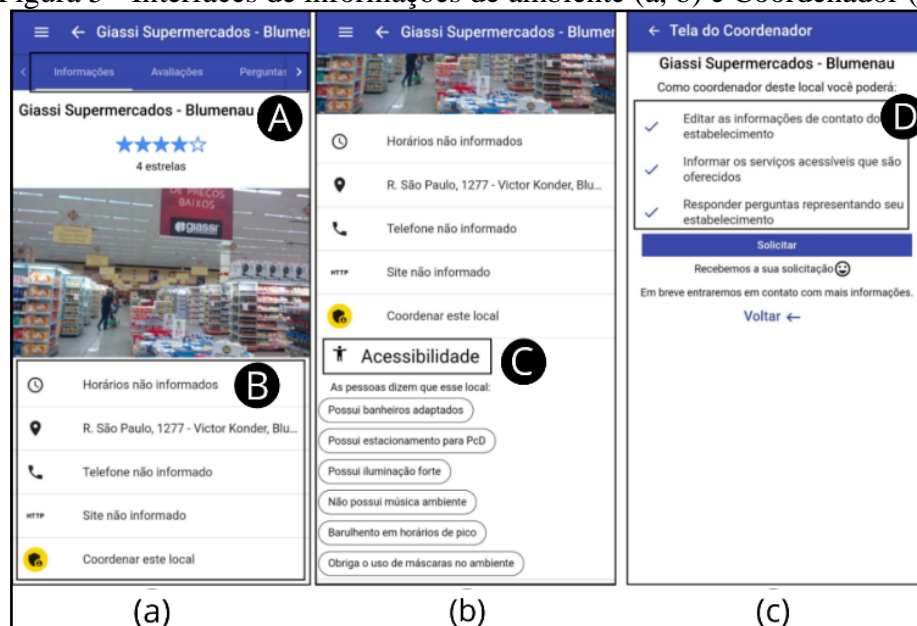 Figura 5 - Interfaces de informações de ambiente (a, b) e Coordenador (
← Giassi Supermercados - Blumen
Informações Avaliações Perguntas
Giassi Supermercados - Blumenau
A
4 estrelas
DE PREÇOS
BAIXOS
giassi
Horários não informados
B
R. São Paulo, 1277 - Victor Konder, Blu...
Telefone não informado
HTTP Site não informado
Coordenar este local
(a)
← Giassi Supermercados - Blumen
Horários não informados
R. São Paulo, 1277 - Victor Konder, Blu...
Telefone não informado
HTTP Site não informado
Coordenar este local
Acessibilidade
C
As pessoas dizem que esse local:
Possui banheiros adaptados
Possui estacionamento para PcD
Possui iluminação forte
Não possui música ambiente
Barulhento em horários de pico
Obriga o uso de máscaras no ambiente
(b)
← Tela do Coordenador
Giassi Supermercados - Blumenau
Como coordenador deste local você poderá:
D
Editar as informações de contato do
estabelecimento
Informar os serviços acessíveis que são
oferecidos
Responder perguntas representando seu
estabelecimento
Solicitar
Recebemos a sua solicitação
Em breve entraremos em contato com mais informações.
Voltar ←
(c)